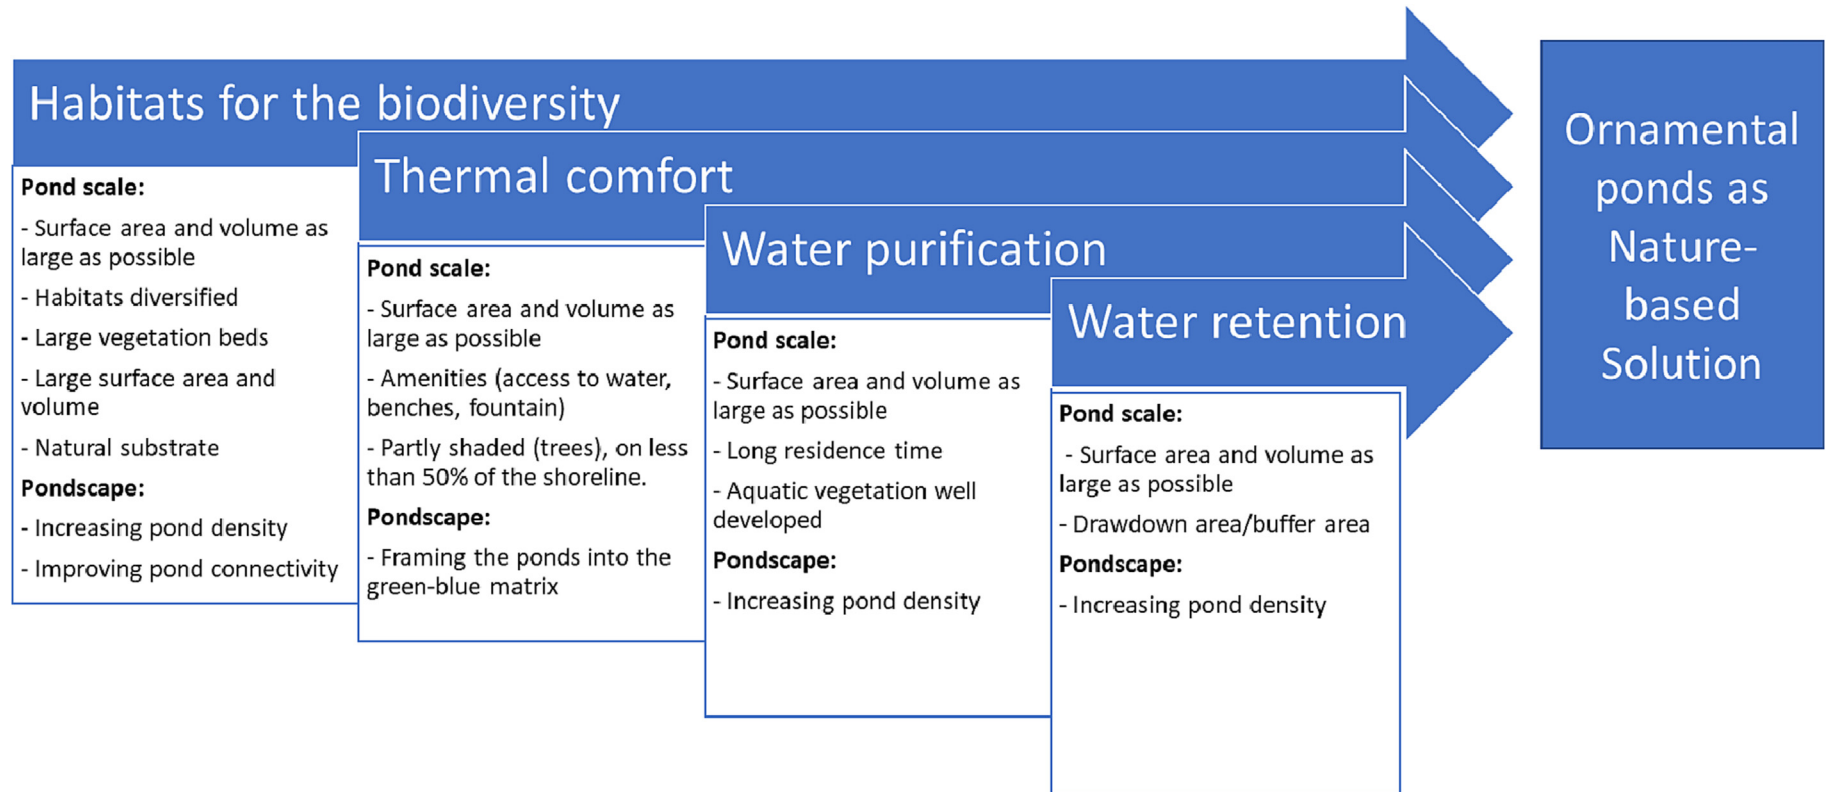 Habitats for the biodiversity
Pond scale:
- Surface area and volume as
large as possible
- Habitats diversified
- Large vegetation beds
- Large surface area and
volume
- Natural substrate
Pondscape:
- Increasing pond density
- Improving pond connectivity
Thermal comfort
Pond scale:
- Surface area and volume as
large as possible
- Amenities (access to water,
benches, fountain)
- Partly shaded (trees), on less
than 50% of the shoreline.
Pondscape:
- Framing the ponds into the
green-blue matrix
Water purification
Pond scale:
- Surface area and volume as
large as possible
- Long residence time
- Aquatic vegetation well
developed
Pondscape:
- Increasing pond density
Water retention
Pond scale:
- Surface area and volume as
large as possible
- Drawdown area/buffer area
Pondscape:
- Increasing pond density
Ornamental
ponds as
Nature-
based
Solution